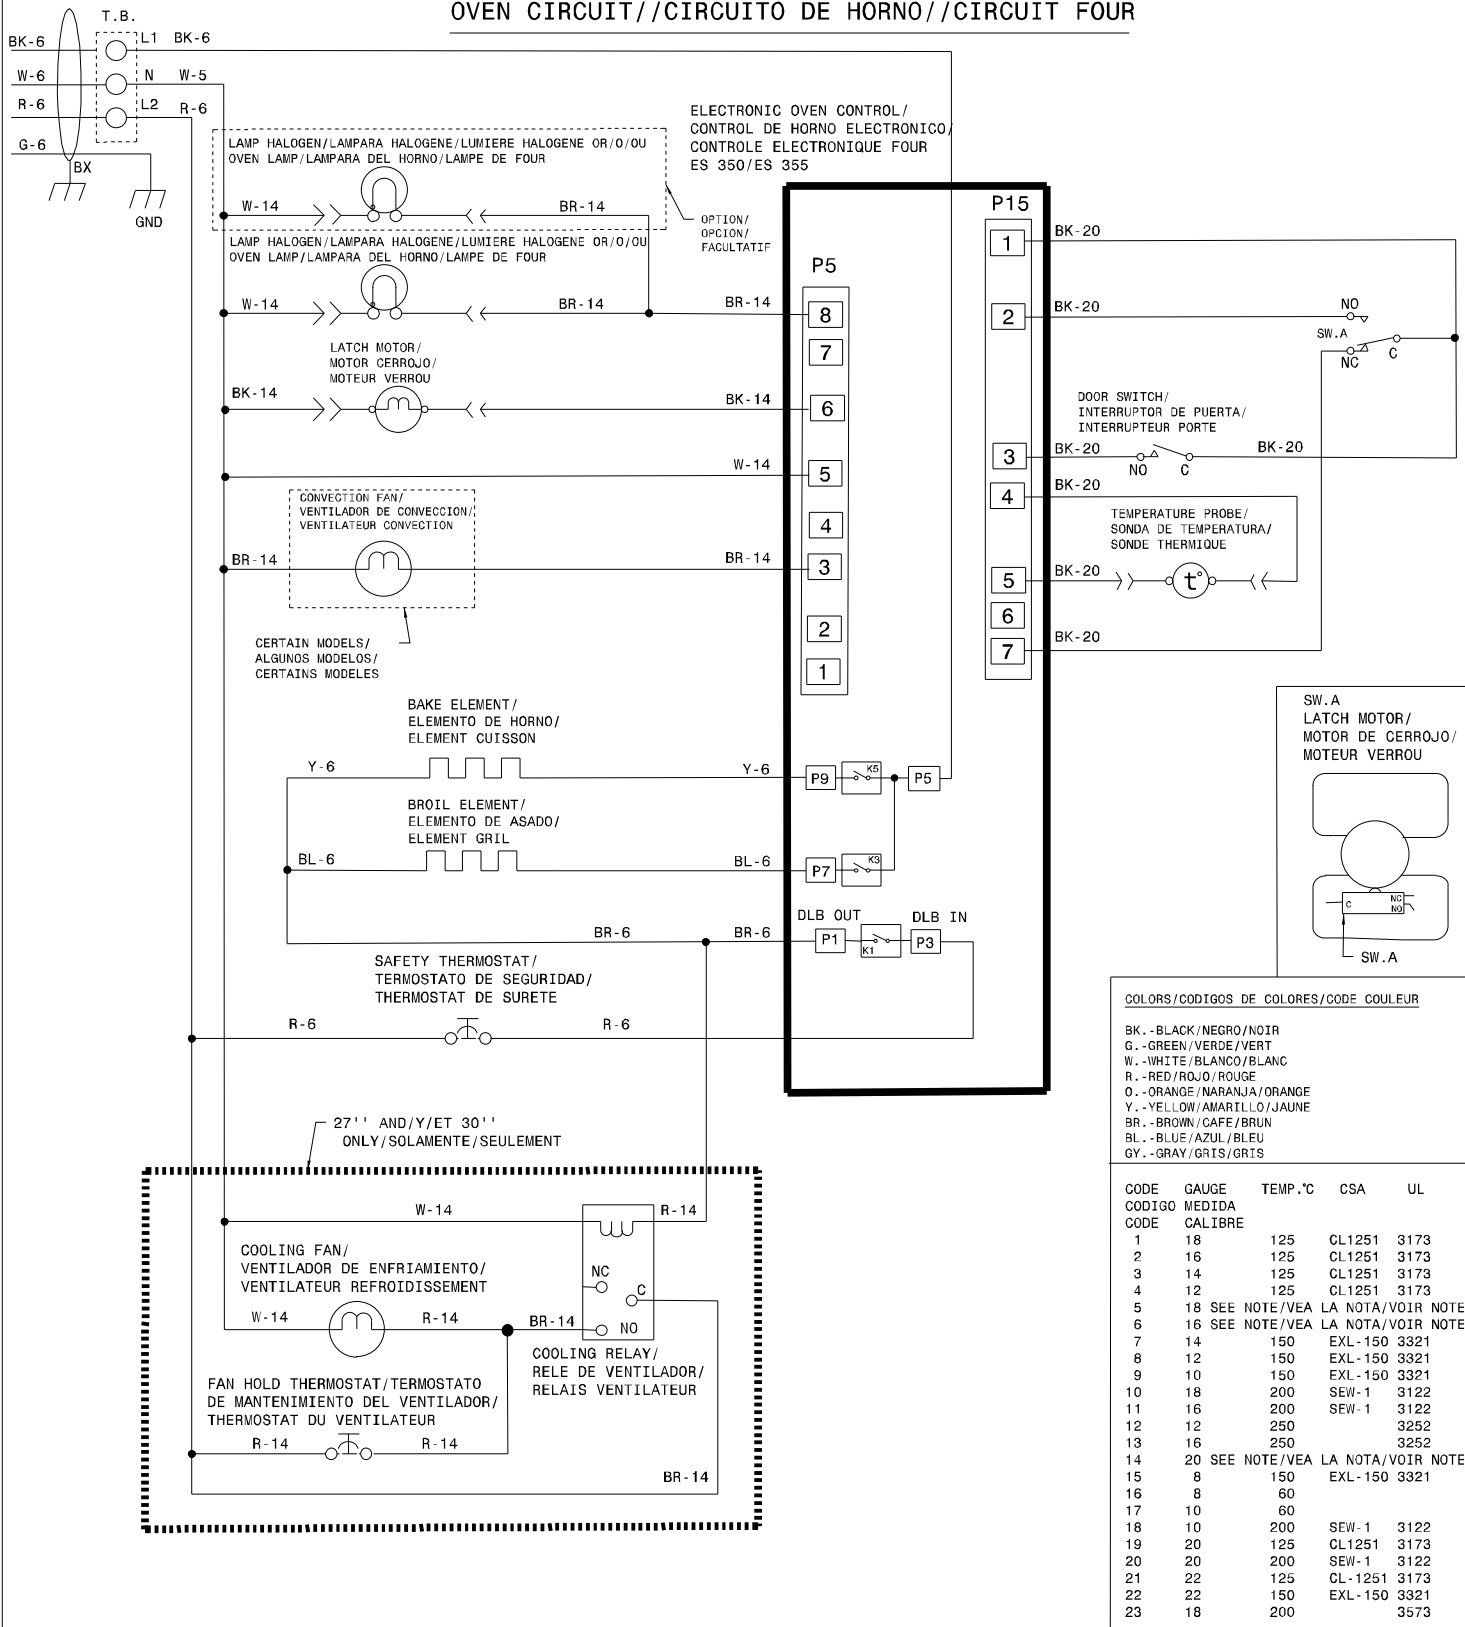 OVEN CIRCUIT//CIRCUITO DE HORNO//CIRCUIT FOUR
T.B.
BK-6 L1 BK-6
W-6 N W-5
R-6 L2 R-6
G-6
BX
GND
ELECTRONIC OVEN CONTROL/
CONTROL DE HORNO ELECTRONICO/
CONTROLE ELECTRONIQUE FOUR
ES 350/ES 355
LAMP HALOGEN/LAMPARA HALOGENE/LUMIERE HALOGENE OR/O/OU
OVEN LAMP/LAMPARA DEL HORNO/LAMPE DE FOUR
W-14 BR-14
OPTION/
OPCION/
FACULTATIF
LAMP HALOGEN/LAMPARA HALOGENE/LUMIERE HALOGENE OR/O/OU
OVEN LAMP/LAMPARA DEL HORNO/LAMPE DE FOUR
W-14 BR-14 BR-14
LATCH MOTOR/
MOTOR CERROJO/
MOTEUR VERROU
BK-14 BK-14
W-14
CONVECTION FAN/
VENTILADOR DE CONVECCION/
VENTILATEUR CONVECTION
BR-14 BR-14
CERTAIN MODELS/
ALGUNOS MODELOS/
CERTAINS MODELES
P5
8
7
6
5
4
3
2
1
P15
1
2
3
4
5
6
7
BK-20
BK-20 NO
SW.A
NC C
DOOR SWITCH/
INTERRUPTOR DE PUERTA/
INTERRUPTEUR PORTE
BK-20 NO C BK-20
BK-20
TEMPERATURE PROBE/
SONDA DE TEMPERATURA/
SONDE THERMIQUE
BK-20 t°
BK-20
BAKE ELEMENT/
ELEMENTO DE HORNO/
ELEMENT CUISSON
Y-6 Y-6 P9 K5 P5
BROIL ELEMENT/
ELEMENTO DE ASADO/
ELEMENT GRIL
BL-6 BL-6 P7 K3
DLB OUT DLB IN
BR-6 BR-6 P1 K1 P3
SAFETY THERMOSTAT/
TERMOSTATO DE SEGURIDAD/
THERMOSTAT DE SURETE
R-6 R-6
27'' AND/Y/ET 30''
ONLY/SOLAMENTE/SEULEMENT
W-14 R-14
COOLING FAN/
VENTILADOR DE ENFRIAMIENTO/
VENTILATEUR REFROIDISSEMENT
NC
C
W-14 R-14 BR-14 NO
COOLING RELAY/
RELE DE VENTILADOR/
RELAIS VENTILATEUR
FAN HOLD THERMOSTAT/TERMOSTATO
DE MANTENIMIENTO DEL VENTILADOR/
THERMOSTAT DU VENTILATEUR
R-14 R-14
BR-14
SW.A
LATCH MOTOR/
MOTOR DE CERROJO/
MOTEUR VERROU
C NC
NO
SW.A
COLORS/CODIGOS DE COLORES/CODE COULEUR
BK.-BLACK/NEGRO/NOIR
G.-GREEN/VERDE/VERT
W.-WHITE/BLANCO/BLANC
R.-RED/ROJO/ROUGE
O.-ORANGE/NARANJA/ORANGE
Y.-YELLOW/AMARILLO/JAUNE
BR.-BROWN/CAFE/BRUN
BL.-BLUE/AZUL/BLEU
GY.-GRAY/GRIS/GRIS
CODE GAUGE TEMP.°C CSA UL
CODIGO MEDIDA
CODE CALIBRE
1 18 125 CL1251 3173
2 16 125 CL1251 3173
3 14 125 CL1251 3173
4 12 125 CL1251 3173
5 18 SEE NOTE/VEA LA NOTA/VOIR NOTE
6 16 SEE NOTE/VEA LA NOTA/VOIR NOTE
7 14 150 EXL-150 3321
8 12 150 EXL-150 3321
9 10 150 EXL-150 3321
10 18 200 SEW-1 3122
11 16 200 SEW-1 3122
12 12 250 3252
13 16 250 3252
14 20 SEE NOTE/VEA LA NOTA/VOIR NOTE
15 8 150 EXL-150 3321
16 8 60
17 10 60
18 10 200 SEW-1 3122
19 20 125 CL1251 3173
20 20 200 SEW-1 3122
21 22 125 CL-1251 3173
22 22 150 EXL-150 3321
23 18 200 3573